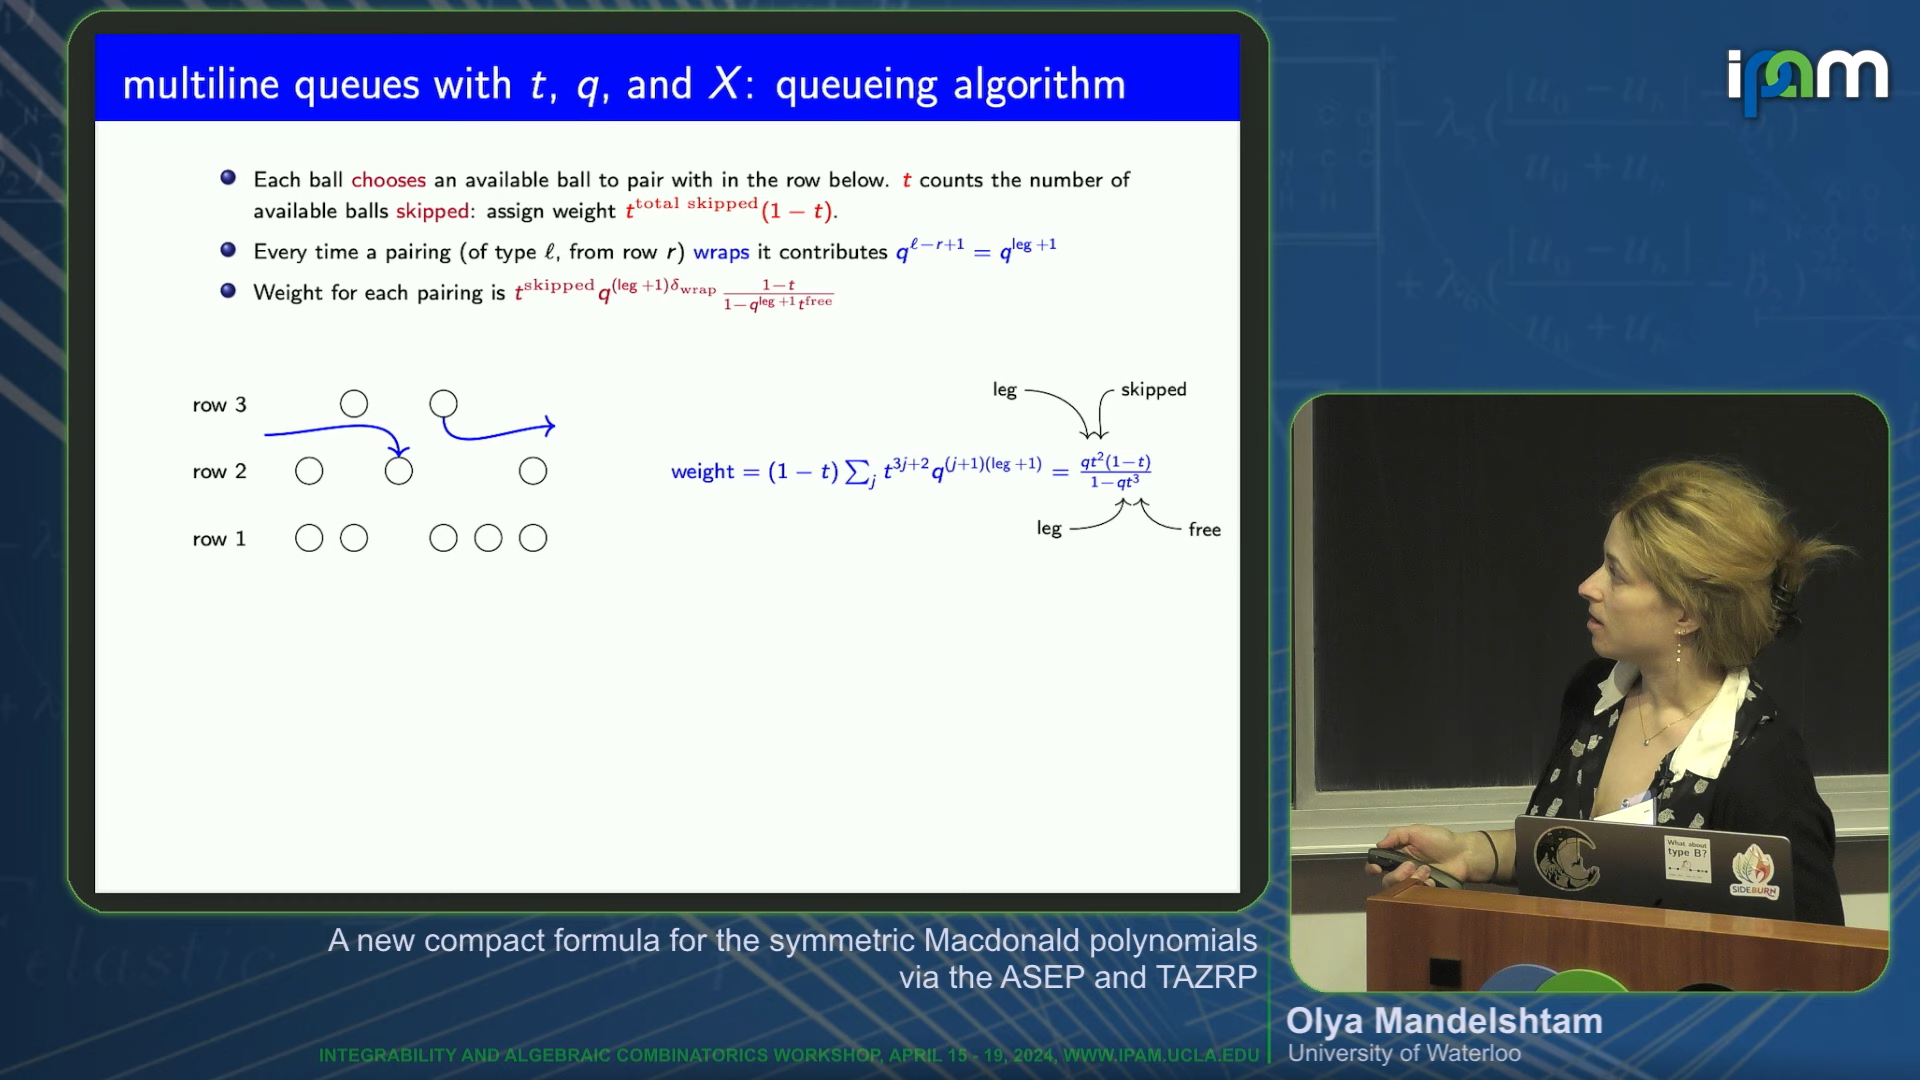 multiline queues with t, q, and X: queueing algorithm
Each ball chooses an available ball to pair with in the row below. t counts the number of
available balls skipped: assign weight t^{total skipped}(1 − t).
Every time a pairing (of type ℓ, from row r) wraps it contributes q^{ℓ−r+1} = q^{leg +1}
Weight for each pairing is t^{skipped} q^{(leg +1)δ_{wrap}} \frac{1−t}{1−q^{leg +1}t^{free}}
leg
skipped
row 3
row 2
weight = (1 − t) ∑_j t^{3j+2} q^{(j+1)(leg +1)} = \frac{qt^2(1−t)}{1−qt^3}
leg
free
row 1
ipam
What about
type B?
SIDEBURN
A new compact formula for the symmetric Macdonald polynomials
via the ASEP and TAZRP
Olya Mandelshtam
University of Waterloo
INTEGRABILITY AND ALGEBRAIC COMBINATORICS WORKSHOP, APRIL 15 - 19, 2024, WWW.IPAM.UCLA.EDU